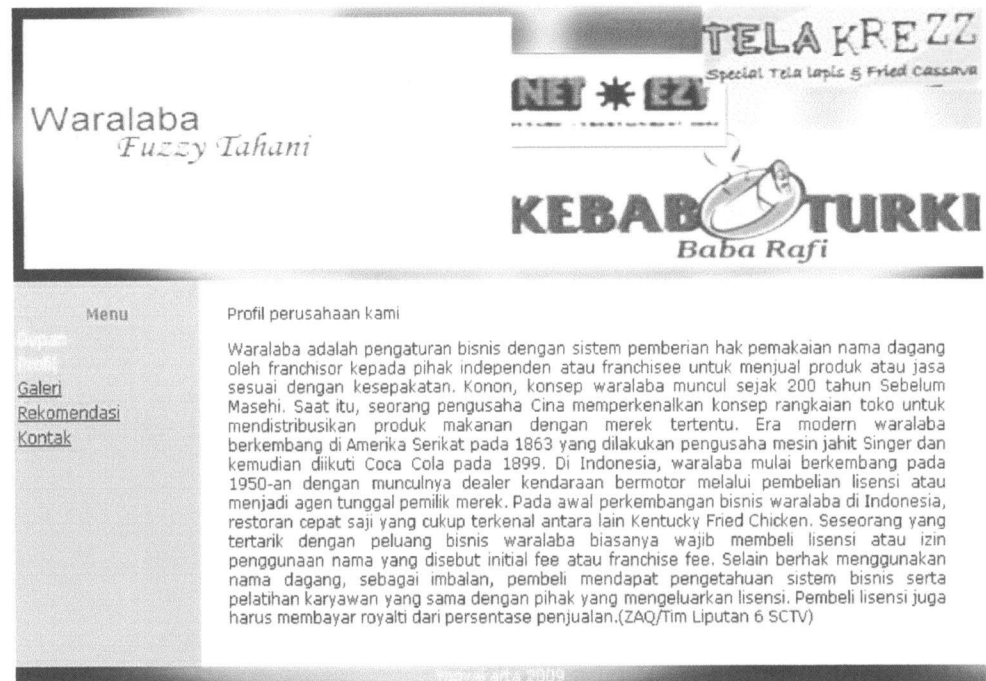 Waralaba
Fuzzy Tahani
TELA KREZZ
Special Tela lapis & Fried Cassava
NET EZY
KEBAB TURKI
Baba Rafi
Menu
Depan
Profil
Galeri
Rekomendasi
Kontak
Profil perusahaan kami
Waralaba adalah pengaturan bisnis dengan sistem pemberian hak pemakaian nama dagang
oleh franchisor kepada pihak independen atau franchisee untuk menjual produk atau jasa
sesuai dengan kesepakatan. Konon, konsep waralaba muncul sejak 200 tahun Sebelum
Masehi. Saat itu, seorang pengusaha Cina memperkenalkan konsep rangkaian toko untuk
mendistribusikan produk makanan dengan merek tertentu. Era modern waralaba
berkembang di Amerika Serikat pada 1863 yang dilakukan pengusaha mesin jahit Singer dan
kemudian diikuti Coca Cola pada 1899. Di Indonesia, waralaba mulai berkembang pada
1950-an dengan munculnya dealer kendaraan bermotor melalui pembelian lisensi atau
menjadi agen tunggal pemilik merek. Pada awal perkembangan bisnis waralaba di Indonesia,
restoran cepat saji yang cukup terkenal antara lain Kentucky Fried Chicken. Seseorang yang
tertarik dengan peluang bisnis waralaba biasanya wajib membeli lisensi atau izin
penggunaan nama yang disebut initial fee atau franchise fee. Selain berhak menggunakan
nama dagang, sebagai imbalan, pembeli mendapat pengetahuan sistem bisnis serta
pelatihan karyawan yang sama dengan pihak yang mengeluarkan lisensi. Pembeli lisensi juga
harus membayar royalti dari persentase penjualan.(ZAQ/Tim Liputan 6 SCTV)
2009